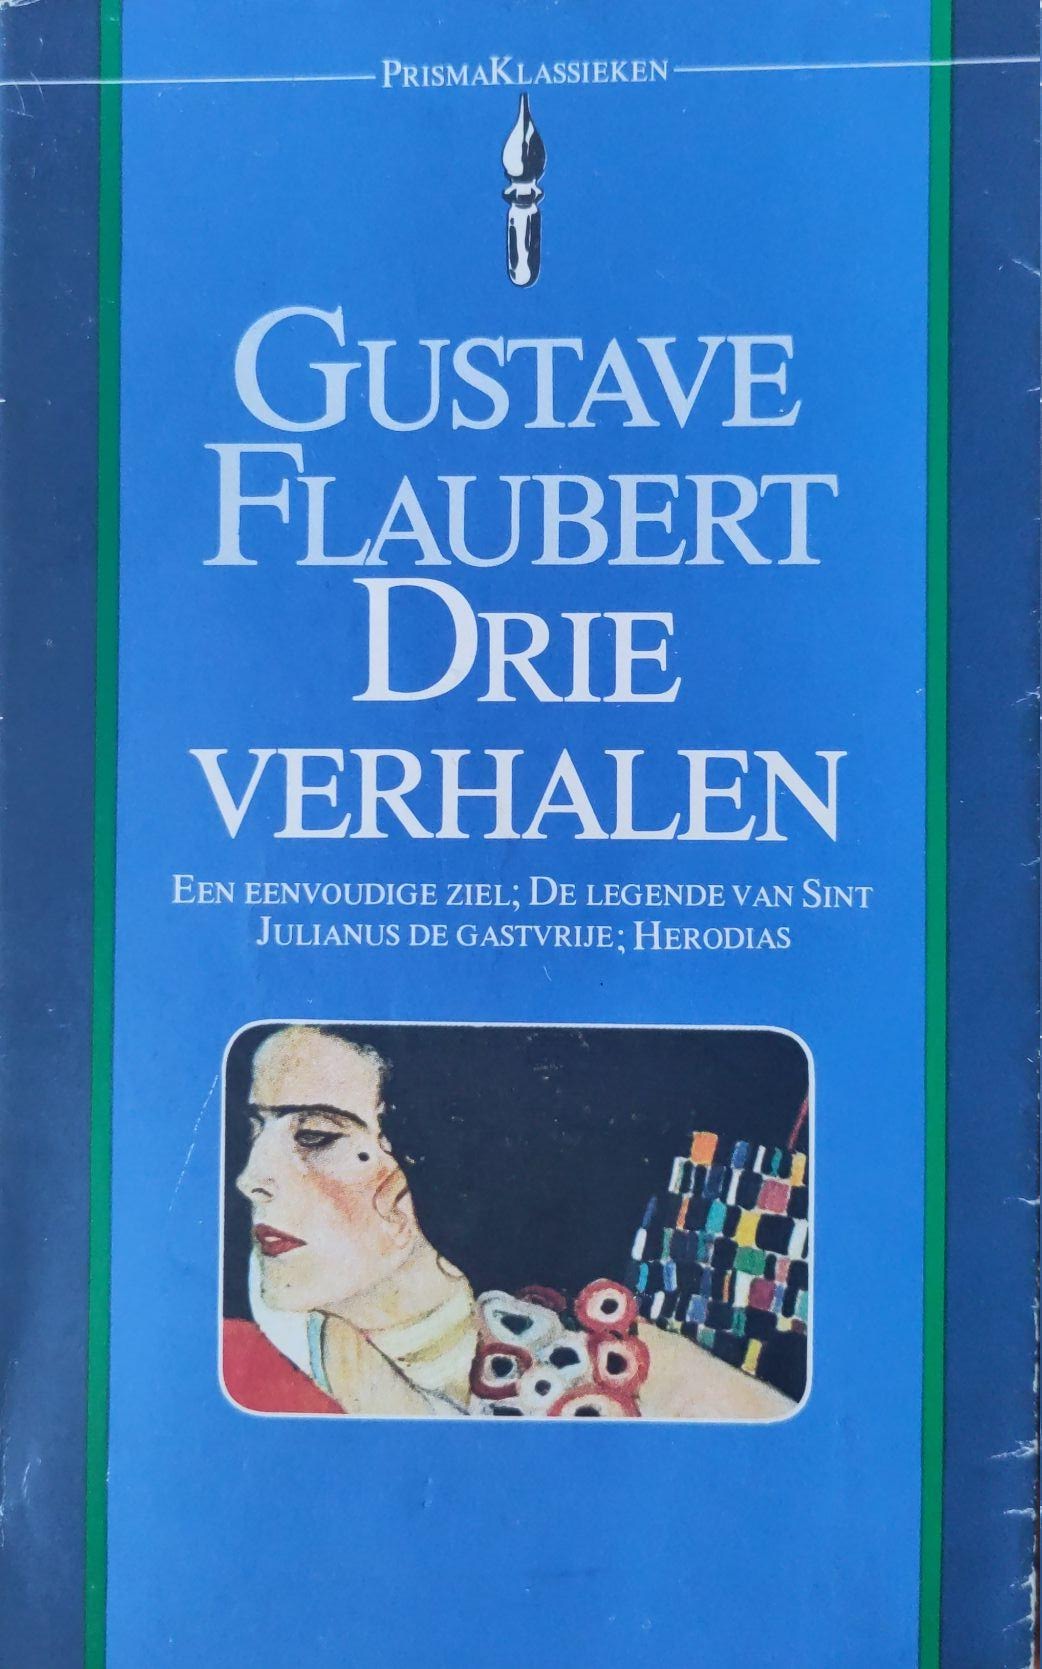 PRISMAKLASSIEKEN
GUSTAVE
FLAUBERT
DRIE
VERHALEN
EEN EENVOUDIGE ZIEL; DE LEGENDE VAN SINT
JULIANUS DE GASTVRIJE; HERODIAS